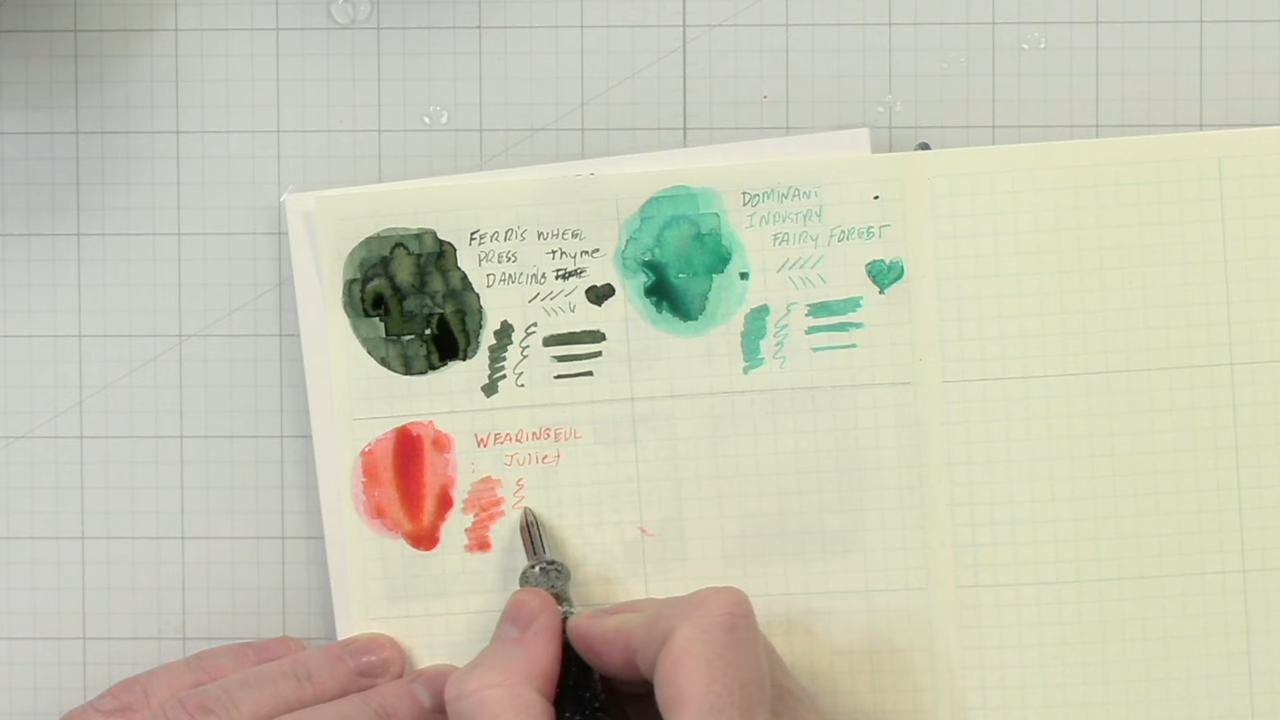 FERRIS WHEEL
PRESS thyme
DANCING
DOMINANT
INDUSTRY
FAIRY FOREST
WEARINGEUL
Juliet